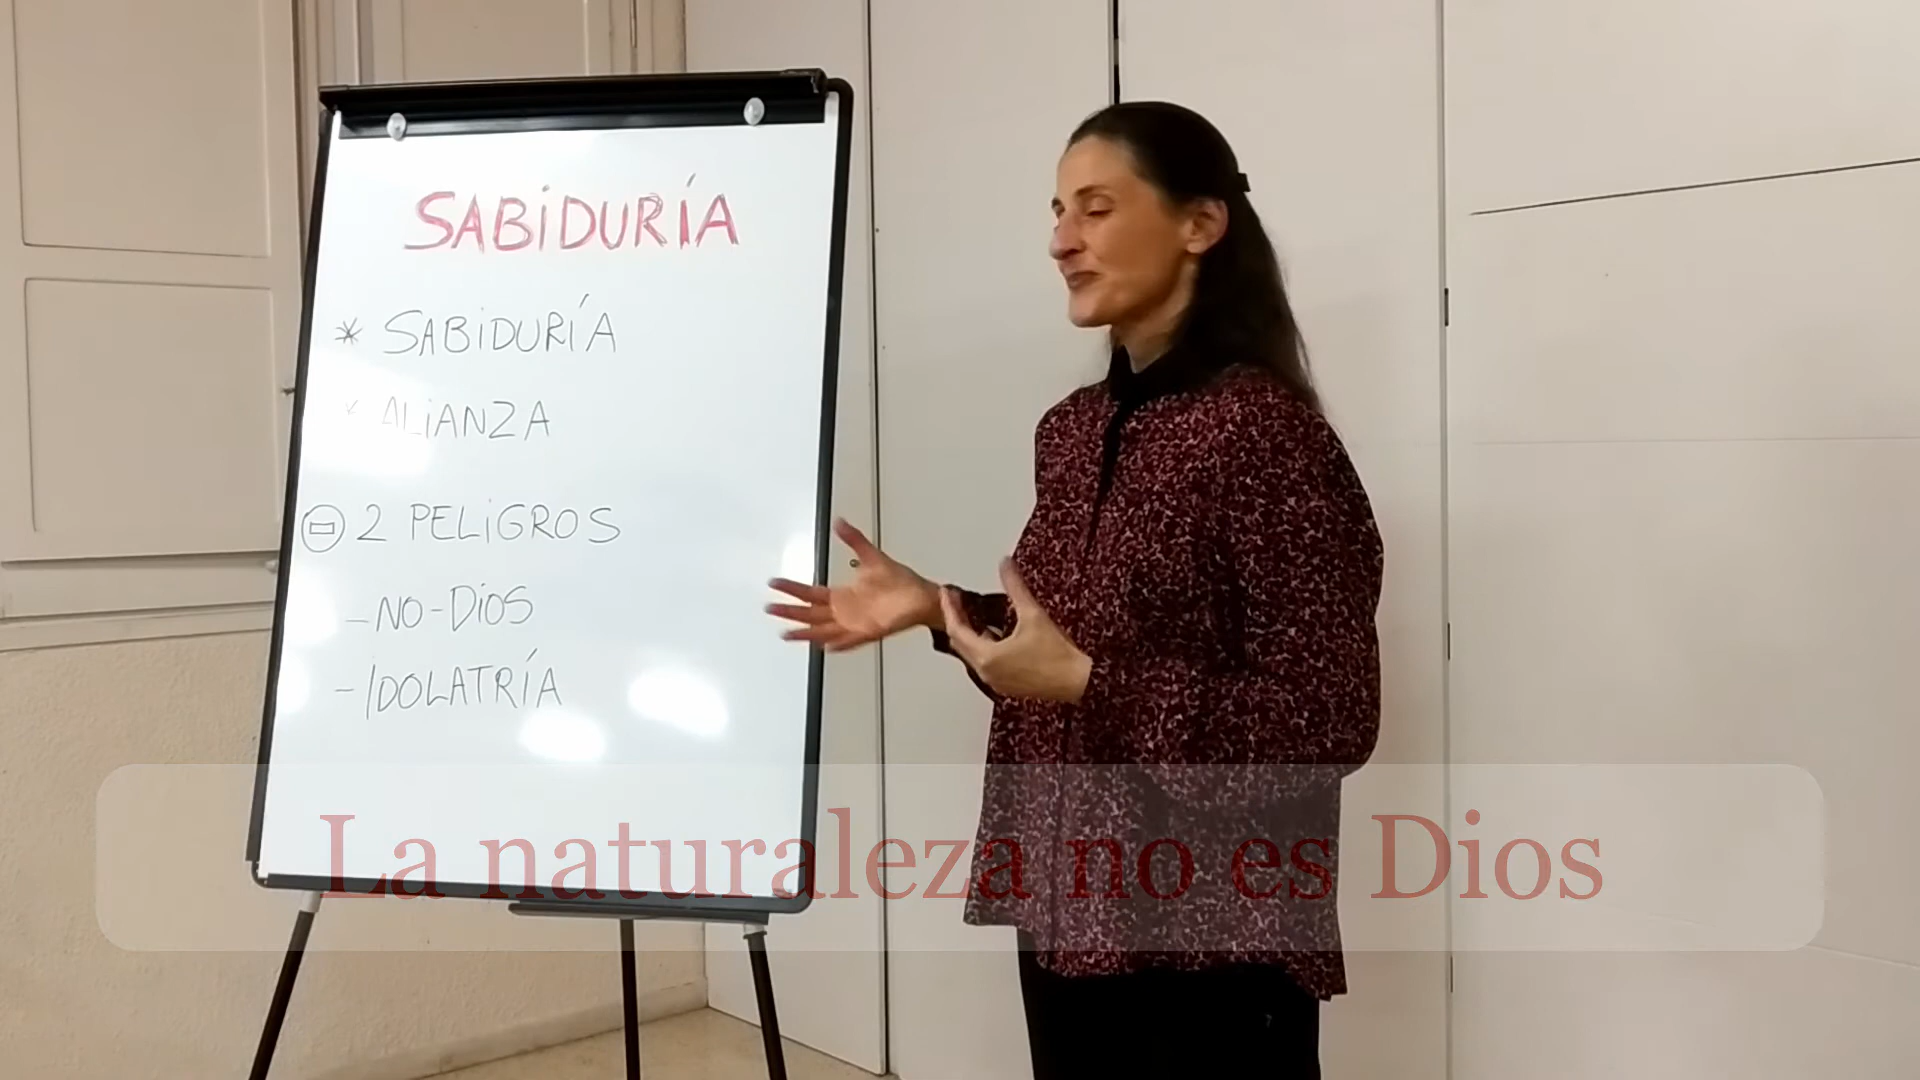 SABiDURÍA
* SABiDURÍA
* ALiANZA
⊖ 2 PELiGROS
- NO-DiOS
- IDOLATRÍA
La naturaleza no es Dios